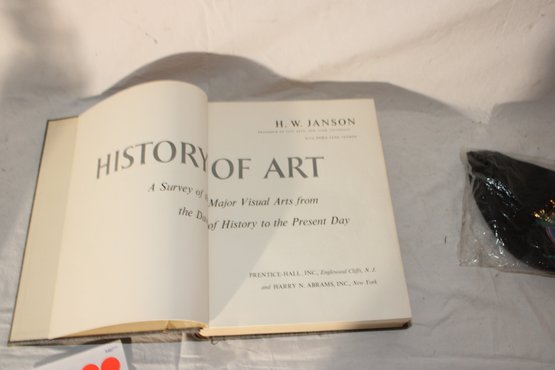 H. W. JANSON
HISTORY OF ART
A Survey of Major Visual Arts from
the of History to the Present Day
PRENTICE-HALL, INC., Englewood Cliffs, N. J.
and HARRY N. ABRAMS, INC., New York